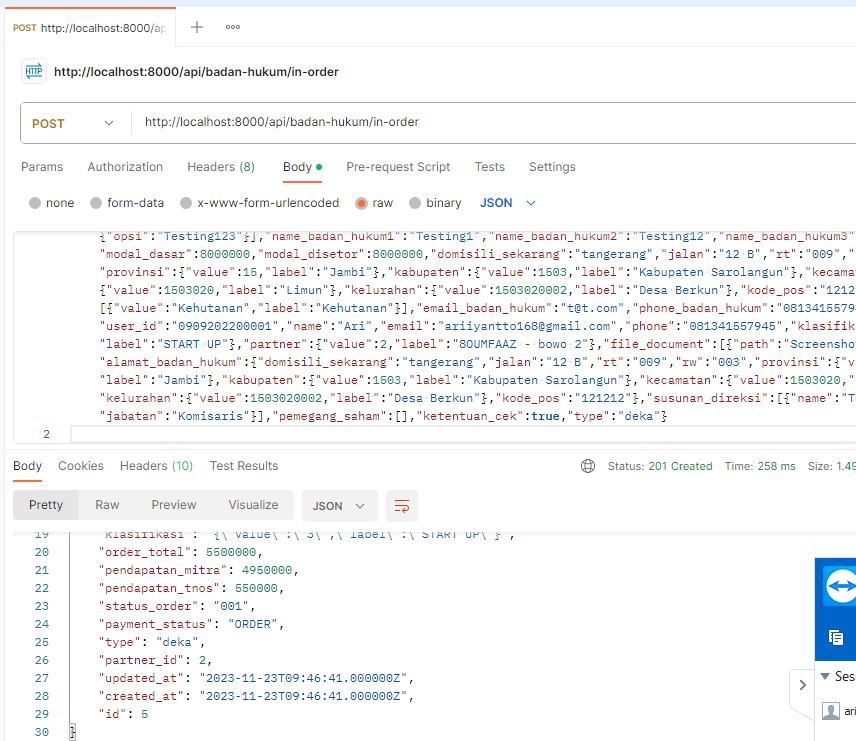 POST http://localhost:8000/ap
http://localhost:8000/api/badan-hukum/in-order
POST http://localhost:8000/api/badan-hukum/in-order
Params Authorization Headers (8) Body Pre-request Script Tests Settings
none form-data x-www-form-urlencoded raw binary JSON
{"opsi":"Testing123"}],"name_badan_hukum1":"Testing1","name_badan_hukum2":"Testing12","name_badan_hukum3"
"modal_dasar":8000000,"modal_disetor":8000000,"domisili_sekarang":"tangerang","jalan":"12 B","rt":"009",
"provinsi":{"value":15,"label":"Jambi"},"kabupaten":{"value":1503,"label":"Kabupaten Sarolangun"},"kecamat
{"value":1503020,"label":"Limun"},"kelurahan":{"value":1503020002,"label":"Desa Berkun"},"kode_pos":"1212
[{"value":"Kehutanan","label":"Kehutanan"}],"email_badan_hukum":"t@t.com","phone_badan_hukum":"08134155794
"user_id":"0909202200001","name":"Ari","email":"ariiyantto168@gmail.com","phone":"081341557945","klasifik
"label":"START UP"},"partner":{"value":2,"label":"8OUMFAAZ - bowo 2"},"file_document":[{"path":"Screensho
"alamat_badan_hukum":{"domisili_sekarang":"tangerang","jalan":"12 B","rt":"009","rw":"003","provinsi":{"v
"label":"Jambi"},"kabupaten":{"value":1503,"label":"Kabupaten Sarolangun"},"kecamatan":{"value":1503020,"
"kelurahan":{"value":1503020002,"label":"Desa Berkun"},"kode_pos":"121212"},"susunan_direksi":[{"name":"T
"jabatan":"Komisaris"}],"pemegang_saham":[],"ketentuan_cek":true,"type":"deka"}
2
Body Cookies Headers (10) Test Results Status: 201 Created Time: 258 ms Size: 1.49
Pretty Raw Preview Visualize JSON
19 "klasifikasi": "{\"value\":\"3\",\"label\":\"START UP\"}",
20 "order_total": 5500000,
21 "pendapatan_mitra": 4950000,
22 "pendapatan_tnos": 550000,
23 "status_order": "001",
24 "payment_status": "ORDER",
25 "type": "deka",
26 "partner_id": 2,
27 "updated_at": "2023-11-23T09:46:41.000000Z",
28 "created_at": "2023-11-23T09:46:41.000000Z",
29 "id": 5
30 }
Ses
ari